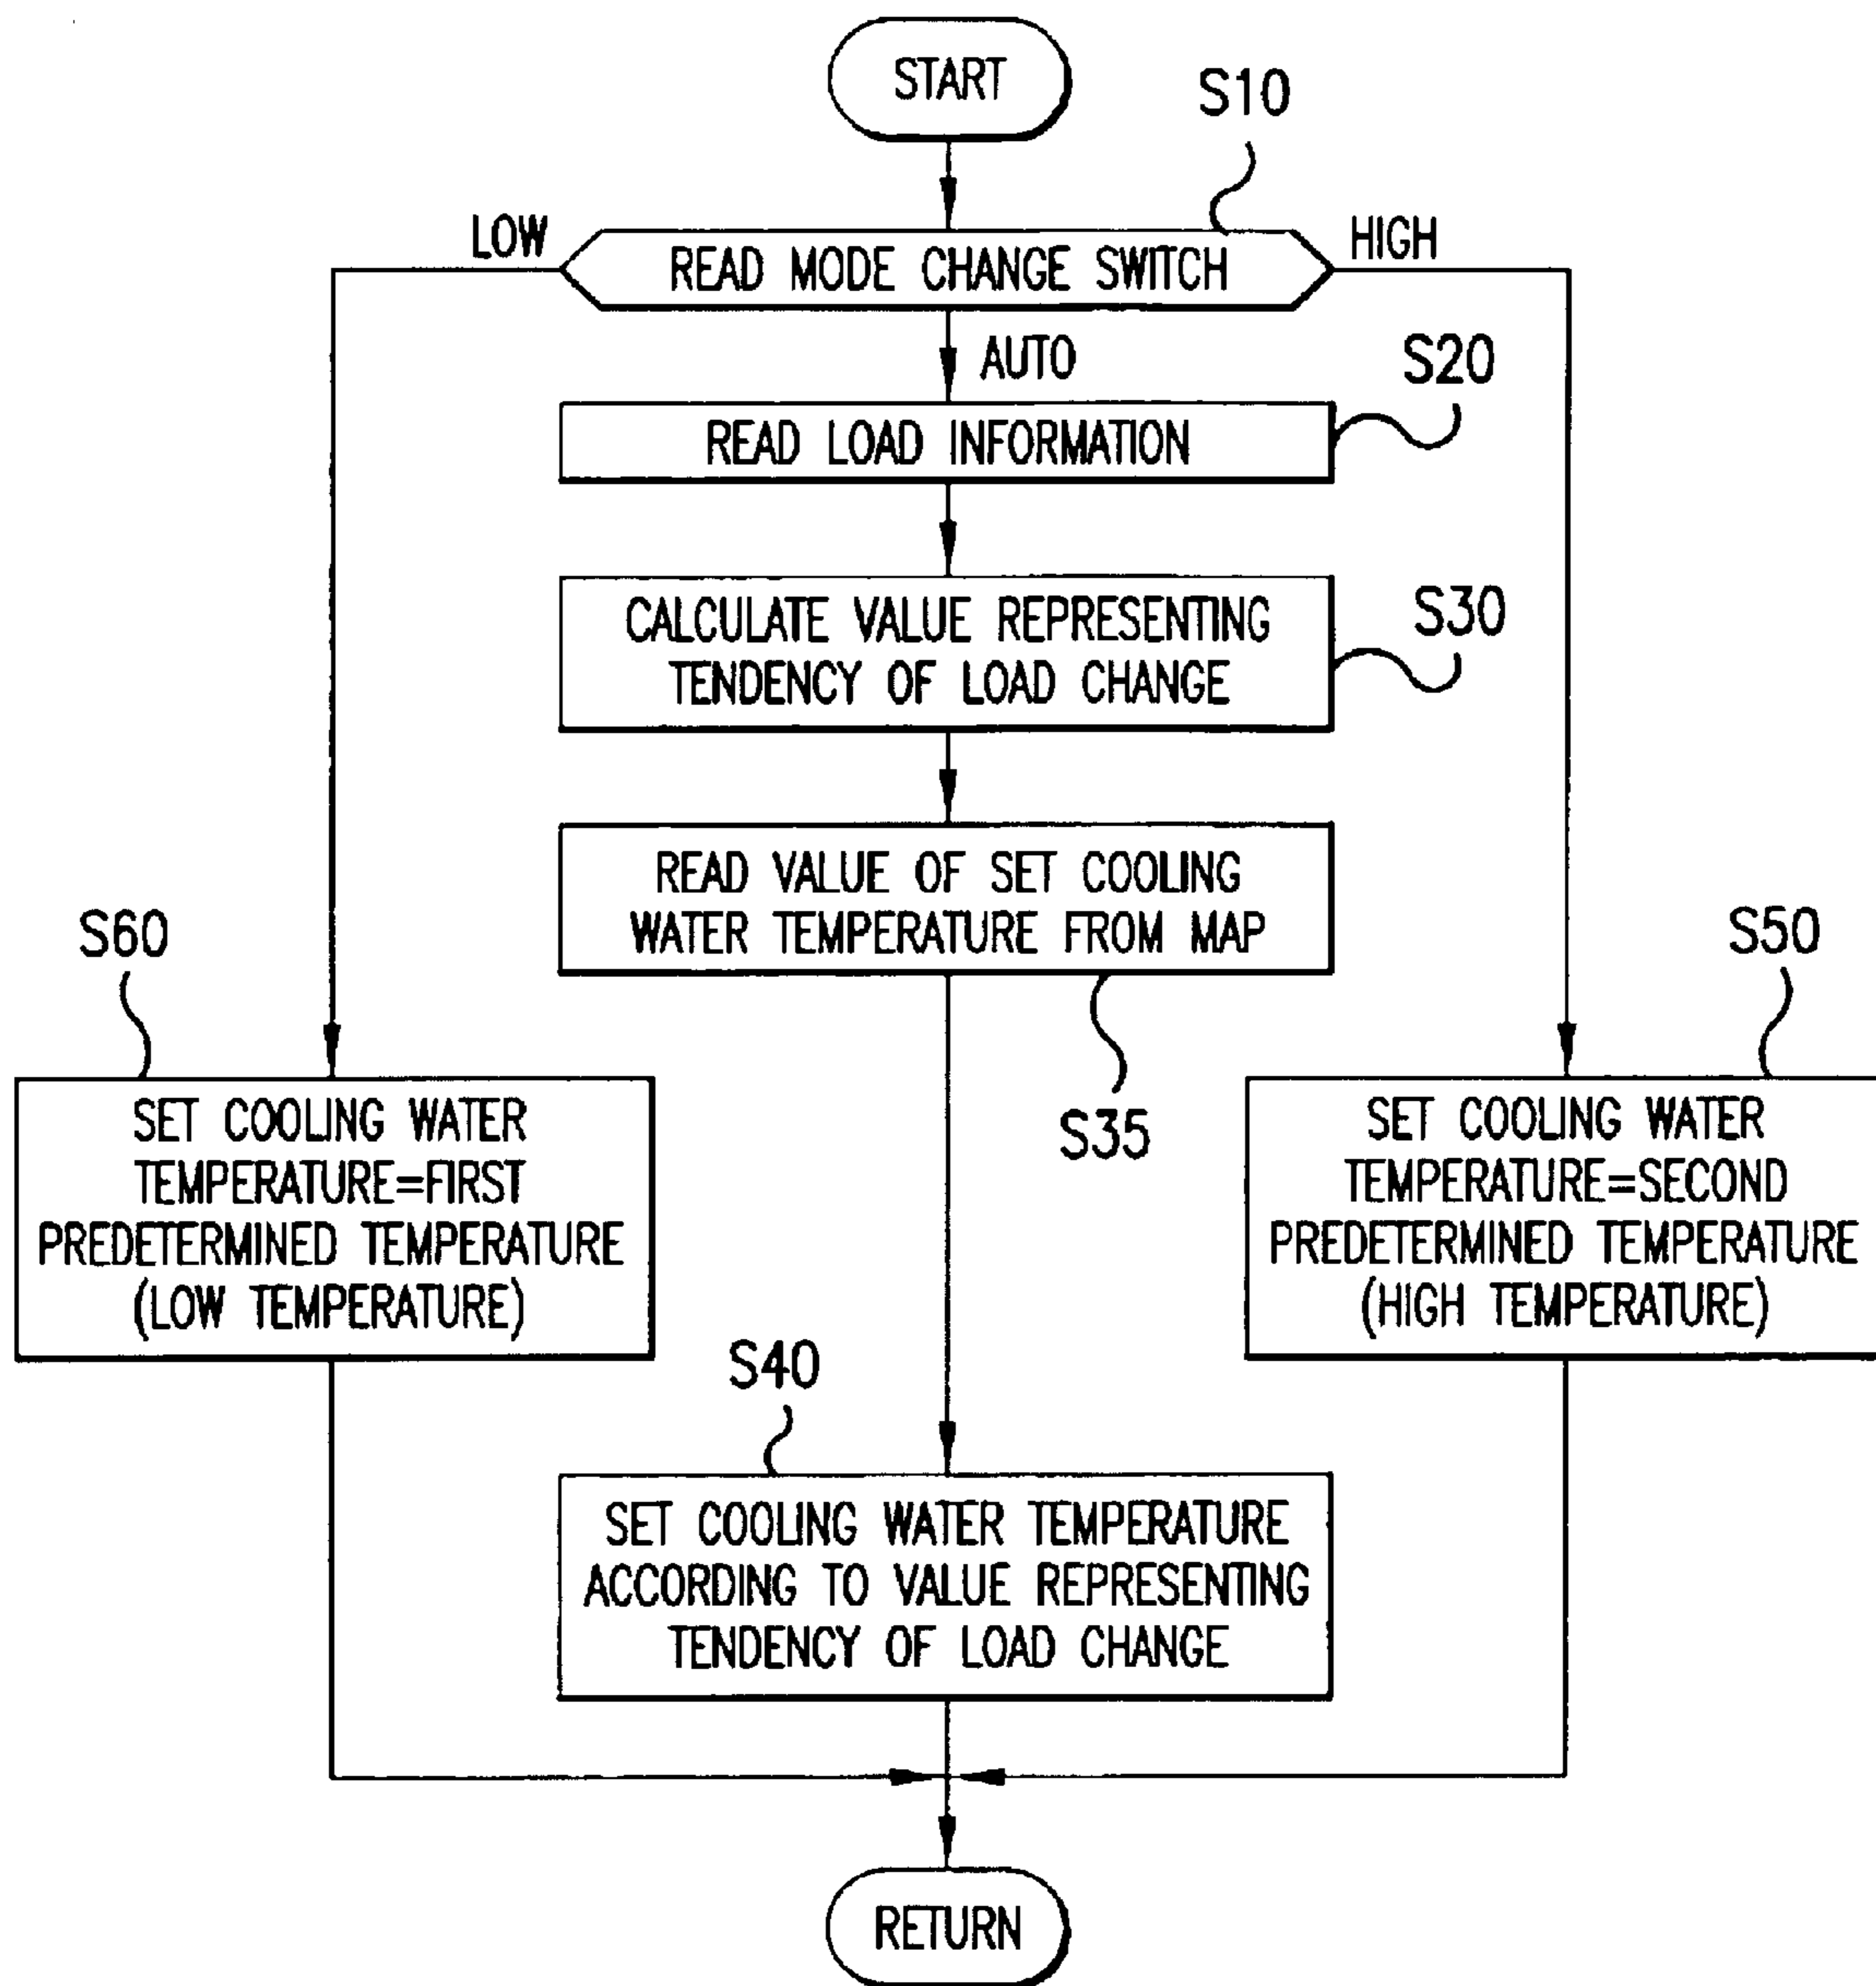 START
S10
LOW
READ MODE CHANGE SWITCH
HIGH
AUTO
S20
READ LOAD INFORMATION
S30
CALCULATE VALUE REPRESENTING
TENDENCY OF LOAD CHANGE
READ VALUE OF SET COOLING
WATER TEMPERATURE FROM MAP
S35
S60
SET COOLING WATER
TEMPERATURE=FIRST
PREDETERMINED TEMPERATURE
(LOW TEMPERATURE)
S50
SET COOLING WATER
TEMPERATURE=SECOND
PREDETERMINED TEMPERATURE
(HIGH TEMPERATURE)
S40
SET COOLING WATER TEMPERATURE
ACCORDING TO VALUE REPRESENTING
TENDENCY OF LOAD CHANGE
RETURN